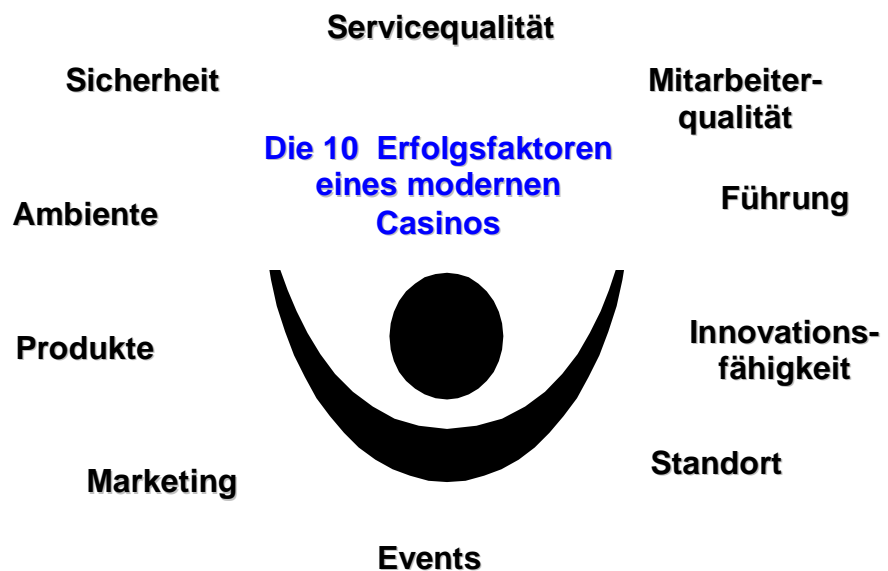 Servicequalität
Sicherheit
Mitarbeiter-
qualität
Die 10 Erfolgsfaktoren
eines modernen
Casinos
Führung
Ambiente
Innovations-
fähigkeit
Produkte
Standort
Marketing
Events